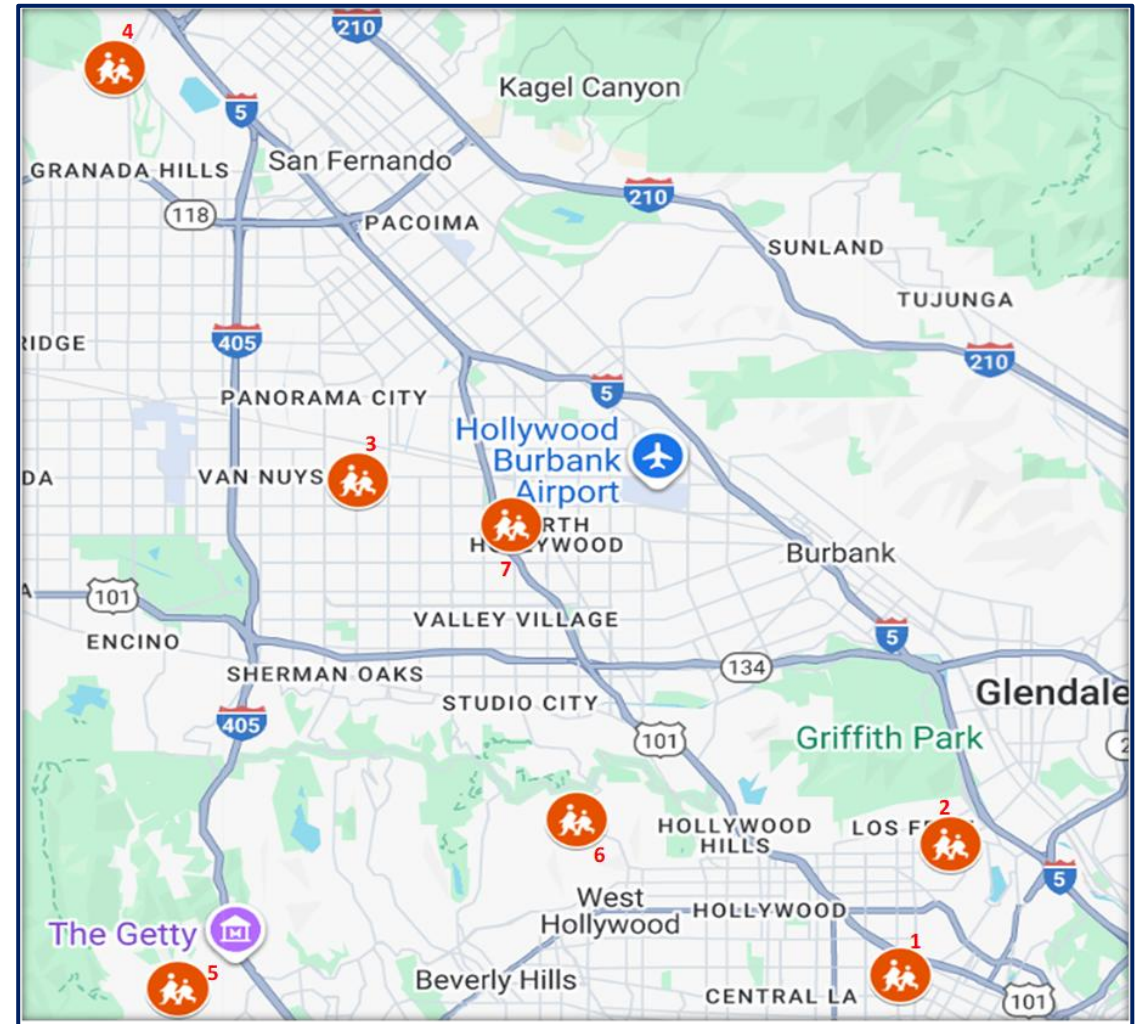 4
210
Kagel Canyon
5
San Fernando
GRANADA HILLS
210
118
PACOIMA
SUNLAND
TUJUNGA
RIDGE
405
210
5
PANORAMA CITY
Hollywood
Burbank
Airport
3
VAN NUYS
DA
RTH
H LYWOOD
7
Burbank
101
A
VALLEY VILLAGE
ENCINO
5
134
SHERMAN OAKS
STUDIO CITY
Glendale
405
101
Griffith Park
2
2
HOLLYWOOD
HILLS
LOS FE
6
5
West
Hollywood
HOLLYWOOD
The Getty
1
5
Beverly Hills
CENTRAL LA
101